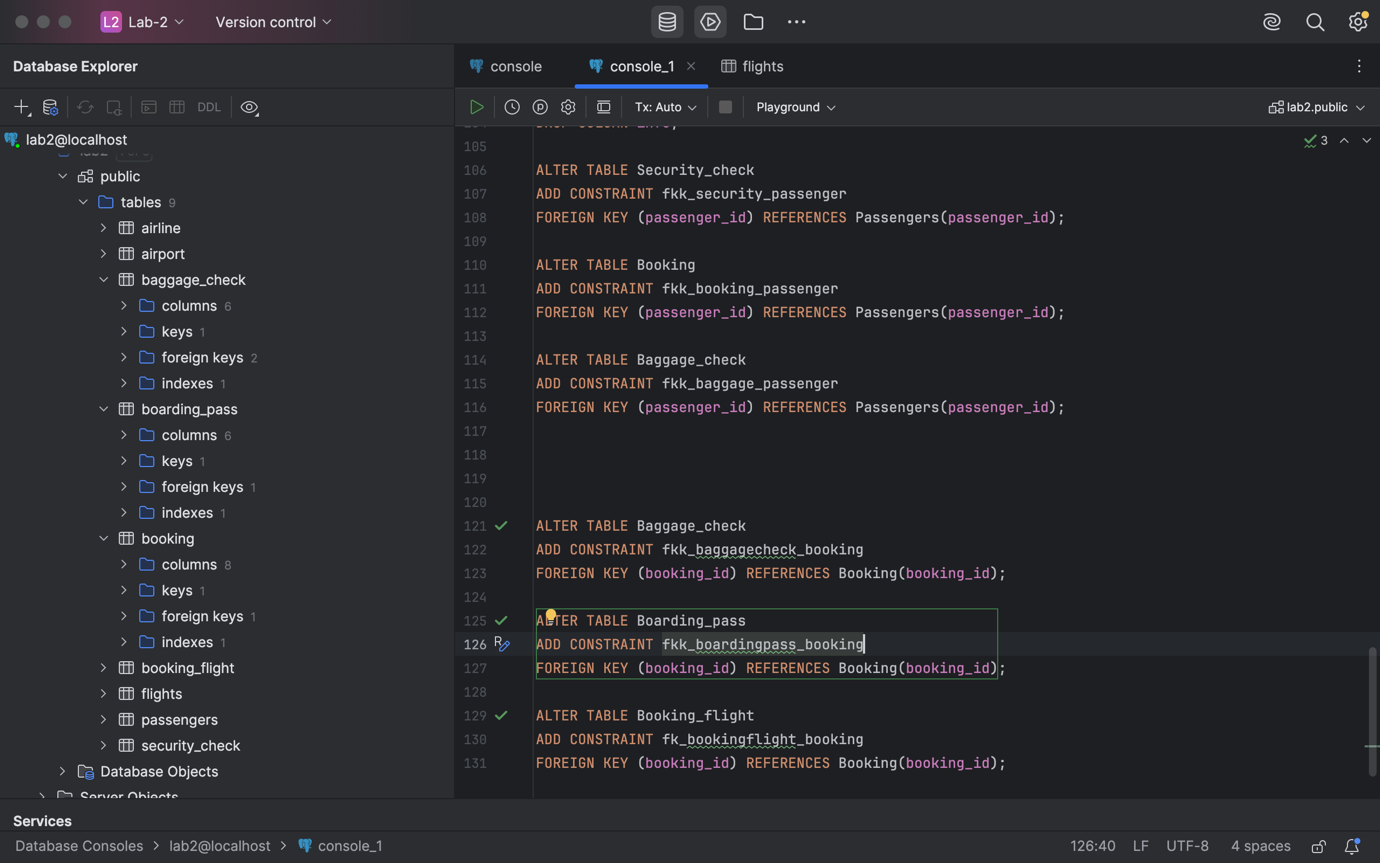 L2 Lab-2 Version control
Database Explorer
console console_1 flights
DDL
Tx: Auto Playground lab2.public
lab2@localhost
public
tables 9
airline
airport
baggage_check
columns 6
keys 1
foreign keys 2
indexes 1
boarding_pass
columns 6
keys 1
foreign keys 1
indexes 1
booking
columns 8
keys 1
foreign keys 1
indexes 1
booking_flight
flights
passengers
security_check
Database Objects
Server Objects
3
105
106 ALTER TABLE Security_check
107 ADD CONSTRAINT fkk_security_passenger
108 FOREIGN KEY (passenger_id) REFERENCES Passengers(passenger_id);
109
110 ALTER TABLE Booking
111 ADD CONSTRAINT fkk_booking_passenger
112 FOREIGN KEY (passenger_id) REFERENCES Passengers(passenger_id);
113
114 ALTER TABLE Baggage_check
115 ADD CONSTRAINT fkk_baggage_passenger
116 FOREIGN KEY (passenger_id) REFERENCES Passengers(passenger_id);
117
118
119
120
121 ALTER TABLE Baggage_check
122 ADD CONSTRAINT fkk_baggagecheck_booking
123 FOREIGN KEY (booking_id) REFERENCES Booking(booking_id);
124
125 ALTER TABLE Boarding_pass
126 ADD CONSTRAINT fkk_boardingpass_booking
127 FOREIGN KEY (booking_id) REFERENCES Booking(booking_id);
128
129 ALTER TABLE Booking_flight
130 ADD CONSTRAINT fk_bookingflight_booking
131 FOREIGN KEY (booking_id) REFERENCES Booking(booking_id);
Services
Database Consoles > lab2@localhost > console_1
126:40 LF UTF-8 4 spaces